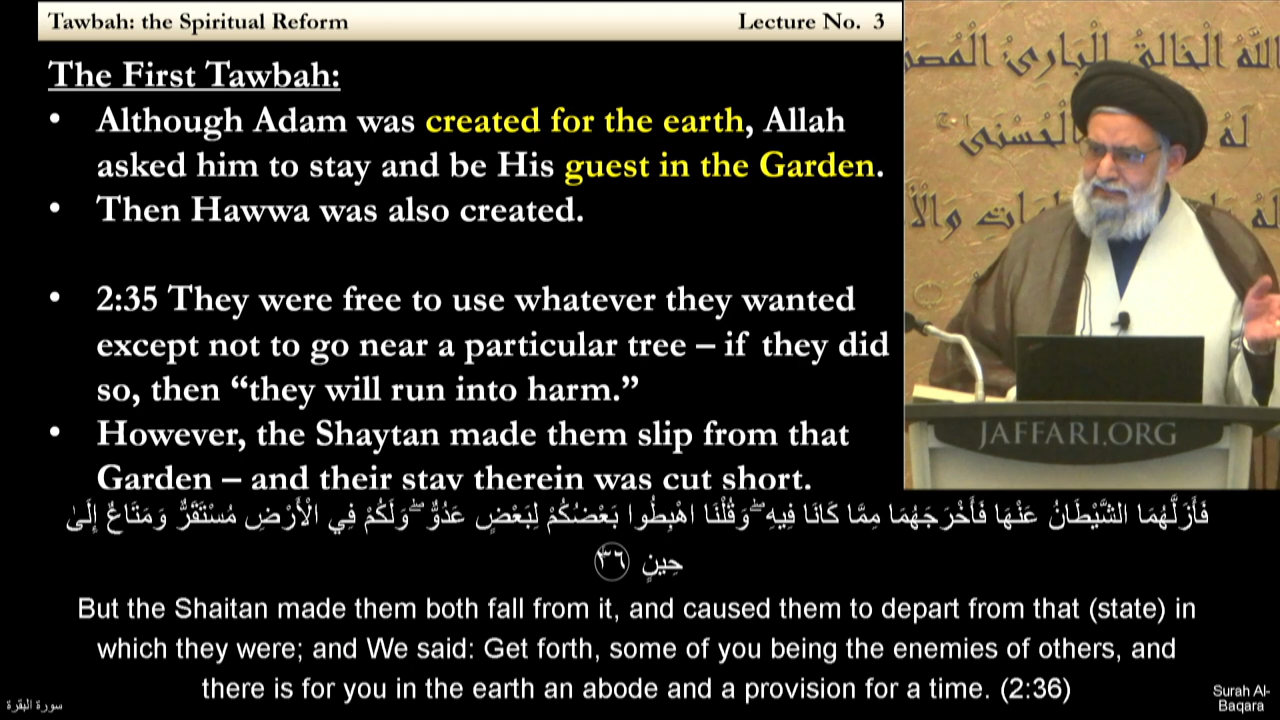 Tawbah: the Spiritual Reform Lecture No. 3
The First Tawbah:
• Although Adam was created for the earth, Allah
asked him to stay and be His guest in the Garden.
• Then Hawwa was also created.
• 2:35 They were free to use whatever they wanted
except not to go near a particular tree – if they did
so, then “they will run into harm.”
• However, the Shaytan made them slip from that
Garden – and their stay therein was cut short.
اللهُ الْخَالِقُ الْبَارِئُ
الْحُسْنَىٰ
JAFFARI.ORG
فَأَزَلَّهُمَا الشَّيْطَانُ عَنْهَا فَأَخْرَجَهُمَا مِمَّا كَانَا فِيهِ ۖ وَقُلْنَا اهْبِطُوا بَعْضُكُمْ لِبَعْضٍ عَدُوٌّ ۖ وَلَكُمْ فِي الْأَرْضِ مُسْتَقَرٌّ وَمَتَاعٌ إِلَىٰ
حِينٍ ﴿٣٦﴾
But the Shaitan made them both fall from it, and caused them to depart from that (state) in
which they were; and We said: Get forth, some of you being the enemies of others, and
there is for you in the earth an abode and a provision for a time. (2:36)
سورة البقرة
Surah Al-
Baqara